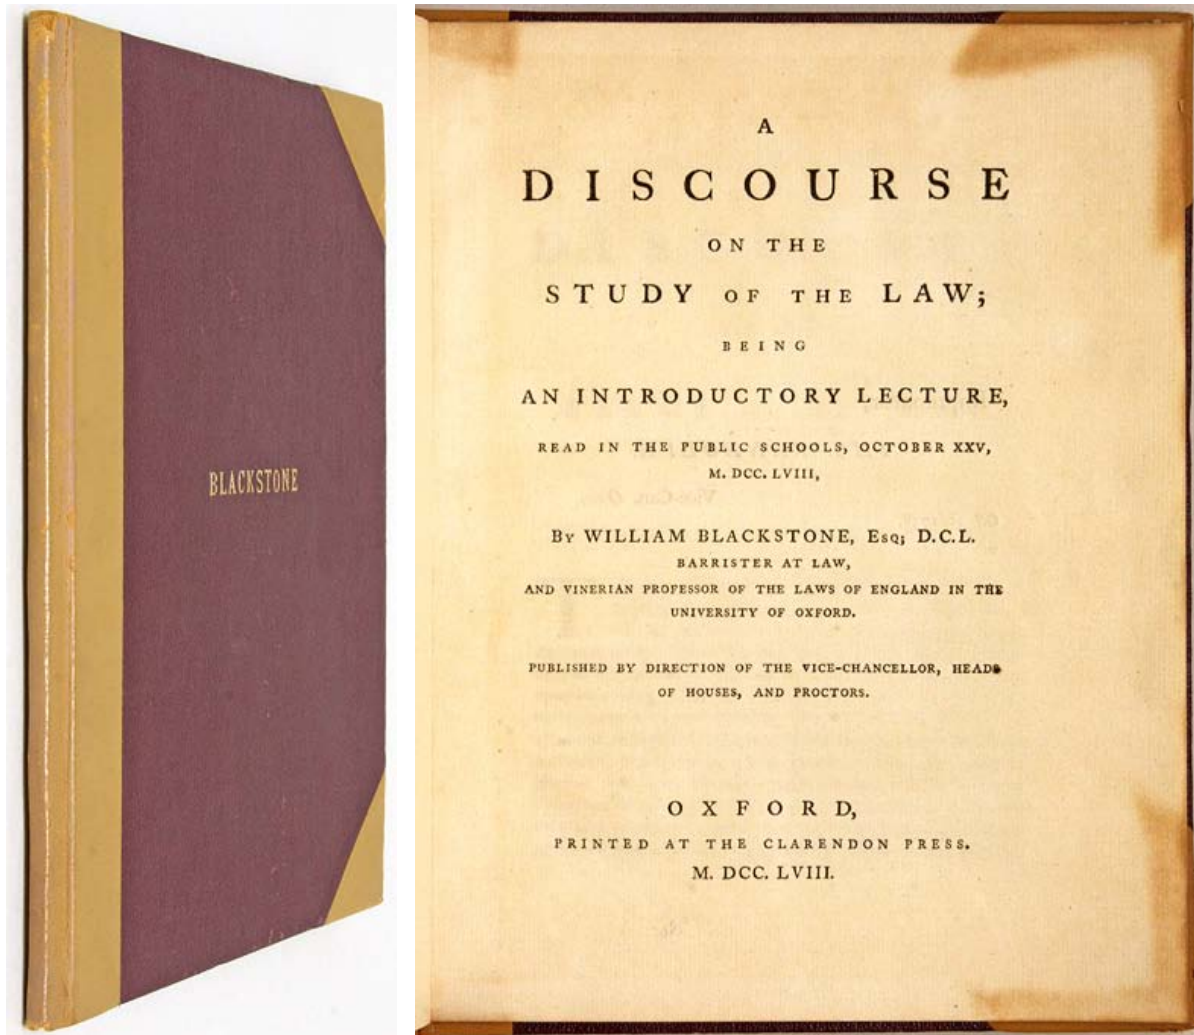 BLACKSTONE
A
DISCOURSE
ON THE
STUDY OF THE LAW;
BEING
AN INTRODUCTORY LECTURE,
READ IN THE PUBLIC SCHOOLS, OCTOBER XXV,
M. DCC. LVIII,
By WILLIAM BLACKSTONE, Esq; D.C.L.
BARRISTER AT LAW,
AND VINERIAN PROFESSOR OF THE LAWS OF ENGLAND IN THE
UNIVERSITY OF OXFORD.
PUBLISHED BY DIRECTION OF THE VICE-CHANCELLOR, HEADS
OF HOUSES, AND PROCTORS.
OXFORD,
PRINTED AT THE CLARENDON PRESS.
M. DCC. LVIII.